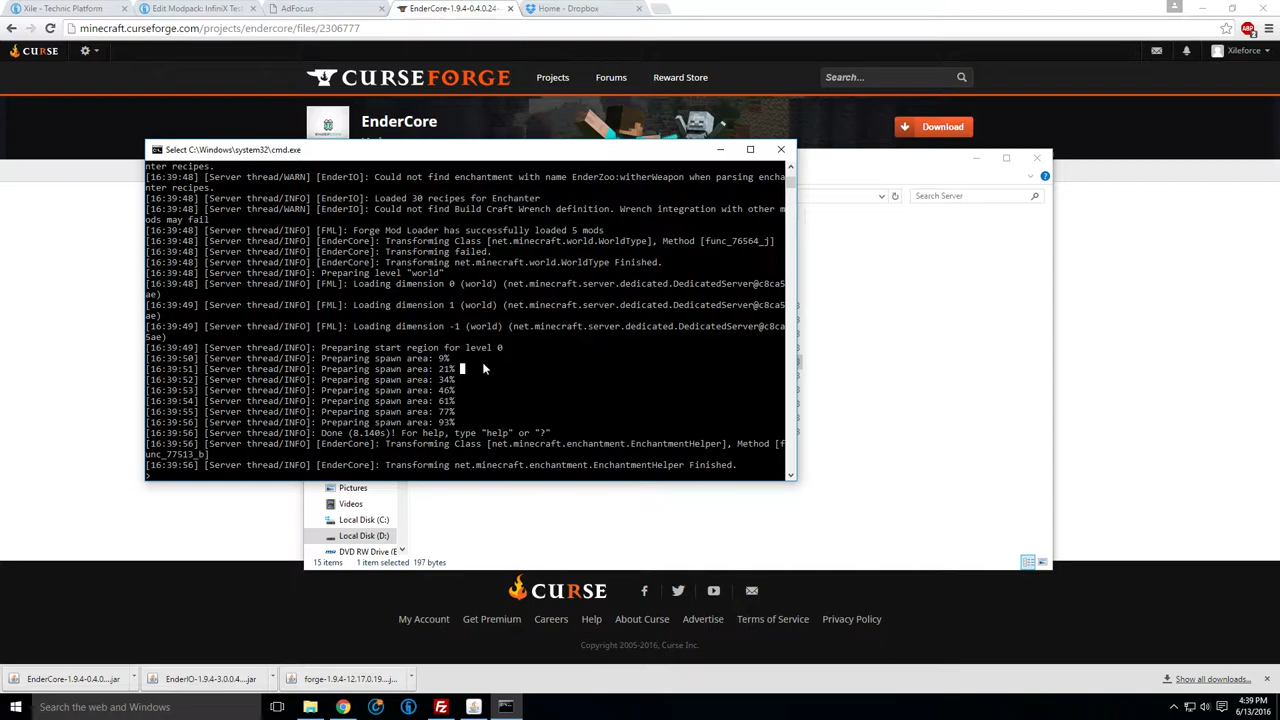 Xile – Technic Platform
Edit Modpack: InfiniX Test
AdFoc.us
EnderCore-1.9.4-0.4.0.24
Home - Dropbox
minecraft.curseforge.com/projects/endercore/files/2306777
CURSE
Xileforce
CURSEFORGE
Projects
Forums
Reward Store
Search...
EnderCore
Download
Select C:\Windows\system32\cmd.exe
nter recipes.
[16:39:48] [Server thread/WARN] [EnderIO]: Could not find enchantment with name EnderZoo:witherWeapon when parsing encha
nter recipes.
[16:39:48] [Server thread/INFO] [EnderIO]: Loaded 30 recipes for Enchanter
[16:39:48] [Server thread/WARN] [EnderIO]: Could not find Build Craft Wrench definition. Wrench integration with other m
ods may fail
[16:39:48] [Server thread/INFO] [FML]: Forge Mod Loader has successfully loaded 5 mods
[16:39:48] [Server thread/INFO] [EnderCore]: Transforming Class [net.minecraft.world.WorldType], Method [func_76564_j]
[16:39:48] [Server thread/INFO] [EnderCore]: Transforming failed.
[16:39:48] [Server thread/INFO] [EnderCore]: Transforming net.minecraft.world.WorldType Finished.
[16:39:48] [Server thread/INFO]: Preparing level "world"
[16:39:48] [Server thread/INFO] [FML]: Loading dimension 0 (world) (net.minecraft.server.dedicated.DedicatedServer@c8ca5
ae)
[16:39:49] [Server thread/INFO] [FML]: Loading dimension 1 (world) (net.minecraft.server.dedicated.DedicatedServer@c8ca5
ae)
[16:39:49] [Server thread/INFO] [FML]: Loading dimension -1 (world) (net.minecraft.server.dedicated.DedicatedServer@c8ca
5ae)
[16:39:49] [Server thread/INFO]: Preparing start region for level 0
[16:39:50] [Server thread/INFO]: Preparing spawn area: 9%
[16:39:51] [Server thread/INFO]: Preparing spawn area: 21%
[16:39:52] [Server thread/INFO]: Preparing spawn area: 34%
[16:39:53] [Server thread/INFO]: Preparing spawn area: 46%
[16:39:54] [Server thread/INFO]: Preparing spawn area: 61%
[16:39:55] [Server thread/INFO]: Preparing spawn area: 77%
[16:39:56] [Server thread/INFO]: Preparing spawn area: 93%
[16:39:56] [Server thread/INFO]: Done (8.140s)! For help, type "help" or "?"
[16:39:56] [Server thread/INFO] [EnderCore]: Transforming Class [net.minecraft.enchantment.EnchantmentHelper], Method [f
unc_77513_b]
[16:39:56] [Server thread/INFO] [EnderCore]: Transforming net.minecraft.enchantment.EnchantmentHelper Finished.
>
Search Server
Pictures
Videos
Local Disk (C:)
Local Disk (D:)
DVD RW Drive (E
15 items
1 item selected 197 bytes
CURSE
My Account
Get Premium
Careers
Help
About Curse
Advertise
Terms of Service
Privacy Policy
Copyright 2005-2016, Curse Inc.
EnderCore-1.9.4-0.4.0....jar
EnderIO-1.9.4-3.0.0.4....jar
forge-1.9.4-12.17.0.19....j...
Show all downloads...
Search the web and Windows
4:39 PM
6/13/2016